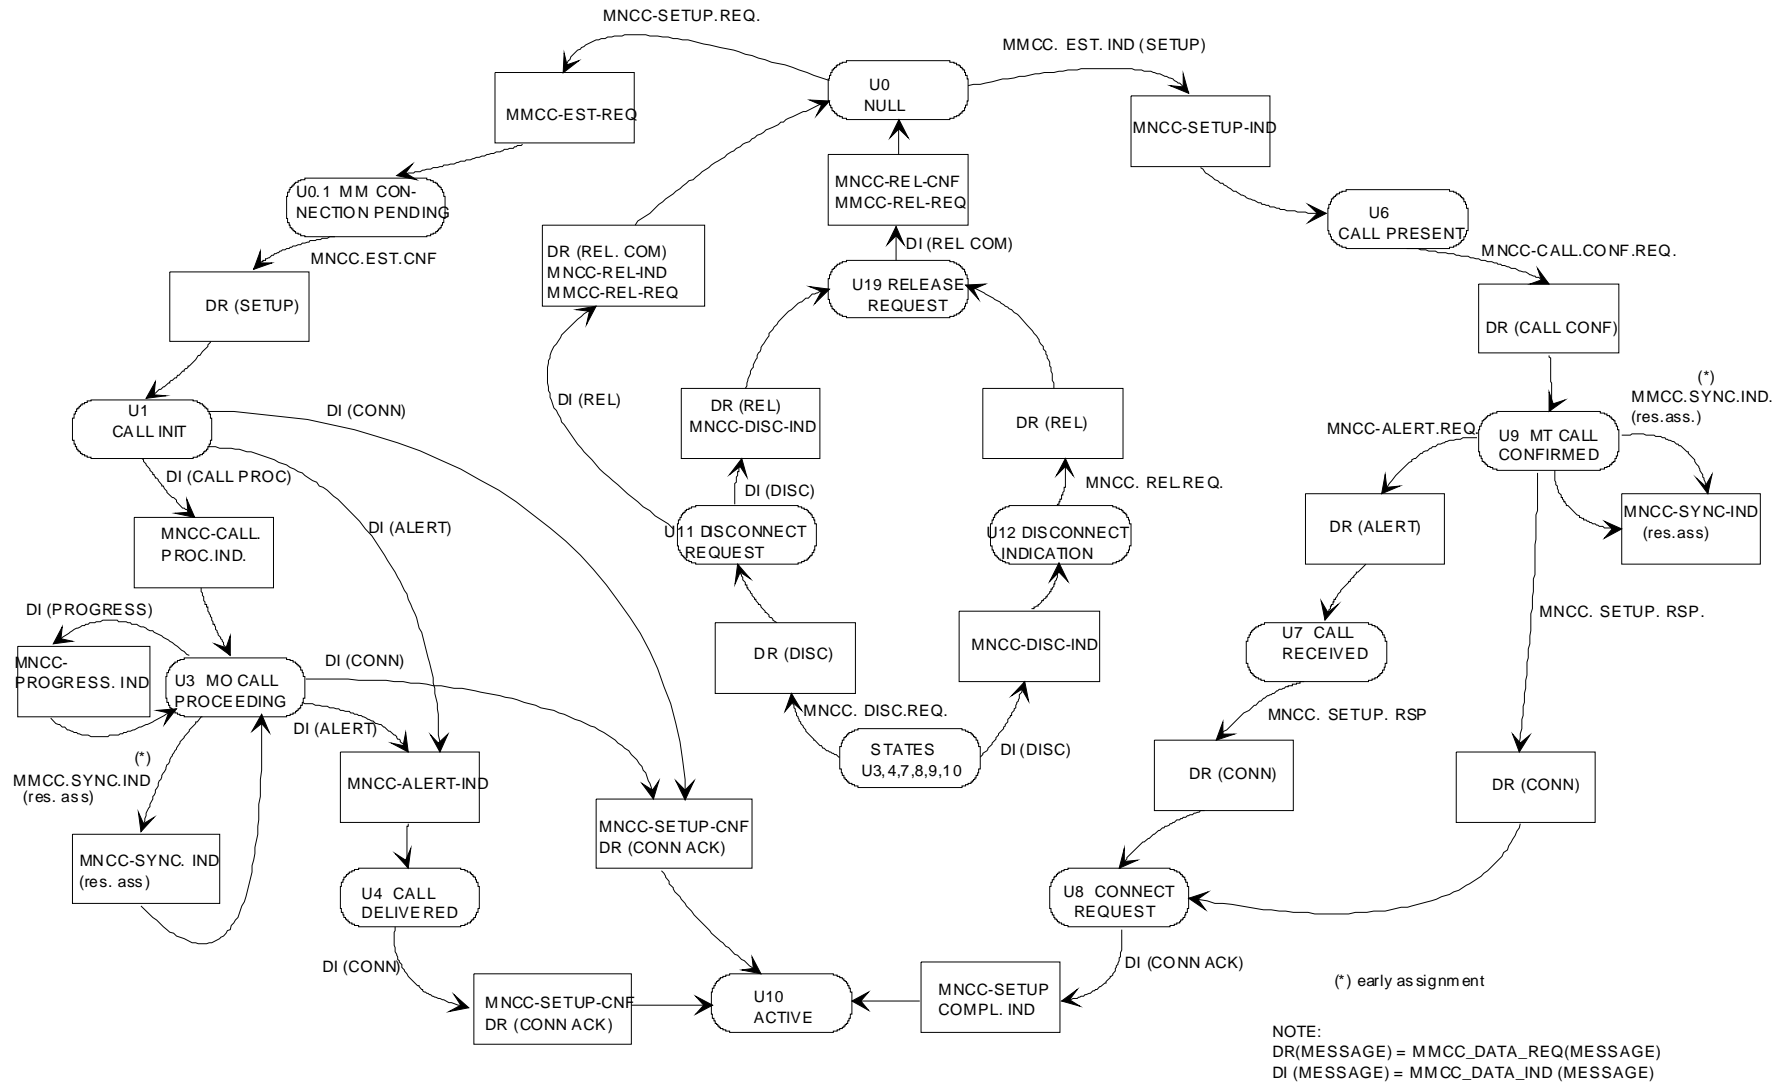 MNCC-SETUP.REQ.
MMCC. EST. IND (SETUP)
U0
NULL
MMCC-EST-REQ
MNCC-SETUP-IND
U0.1 MM CON-
NECTION PENDING
MNCC-REL-CNF
MMCC-REL-REQ
U6
CALL PRESENT
MNCC.EST.CNF
DI (REL COM)
MNCC-CALL.CONF.REQ.
DR (REL. COM)
MNCC-REL-IND
MMCC-REL-REQ
DR (SETUP)
U19 RELEASE
REQUEST
DR (CALL CONF)
(*)
MMCC.SYNC.IND.
(res.ass.)
U1
CALL INIT
DI (CONN)
DI (REL)
DR (REL)
MNCC-DISC-IND
DR (REL)
MNCC-ALERT.REQ.
U9 MT CALL
CONFIRMED
DI (CALL PROC)
DI (DISC)
MNCC. REL.REQ.
MNCC-SYNC-IND
(res.ass)
DI (ALERT)
DR (ALERT)
MNCC-CALL.
PROC.IND.
U11 DISCONNECT
REQUEST
U12 DISCONNECT
INDICATION
DI (PROGRESS)
MNCC. SETUP. RSP.
MNCC-
PROGRESS. IND
U3 MO CALL
PROCEEDING
DI (CONN)
DR (DISC)
MNCC-DISC-IND
U7 CALL
RECEIVED
DI (ALERT)
MNCC. DISC.REQ.
DI (DISC)
MNCC. SETUP. RSP
(*)
MMCC.SYNC.IND
(res. ass)
STATES
U3,4,7,8,9,10
MNCC-ALERT-IND
DR (CONN)
DR (CONN)
MNCC-SETUP-CNF
DR (CONN ACK)
MNCC-SYNC. IND
(res. ass)
U4 CALL
DELIVERED
U8 CONNECT
REQUEST
DI (CONN)
DI (CONN ACK)
MNCC-SETUP-CNF
DR (CONN ACK)
U10
ACTIVE
MNCC-SETUP
COMPL. IND
(*) early assignment
NOTE:
DR(MESSAGE) = MMCC_DATA_REQ(MESSAGE)
DI (MESSAGE) = MMCC_DATA_IND (MESSAGE)